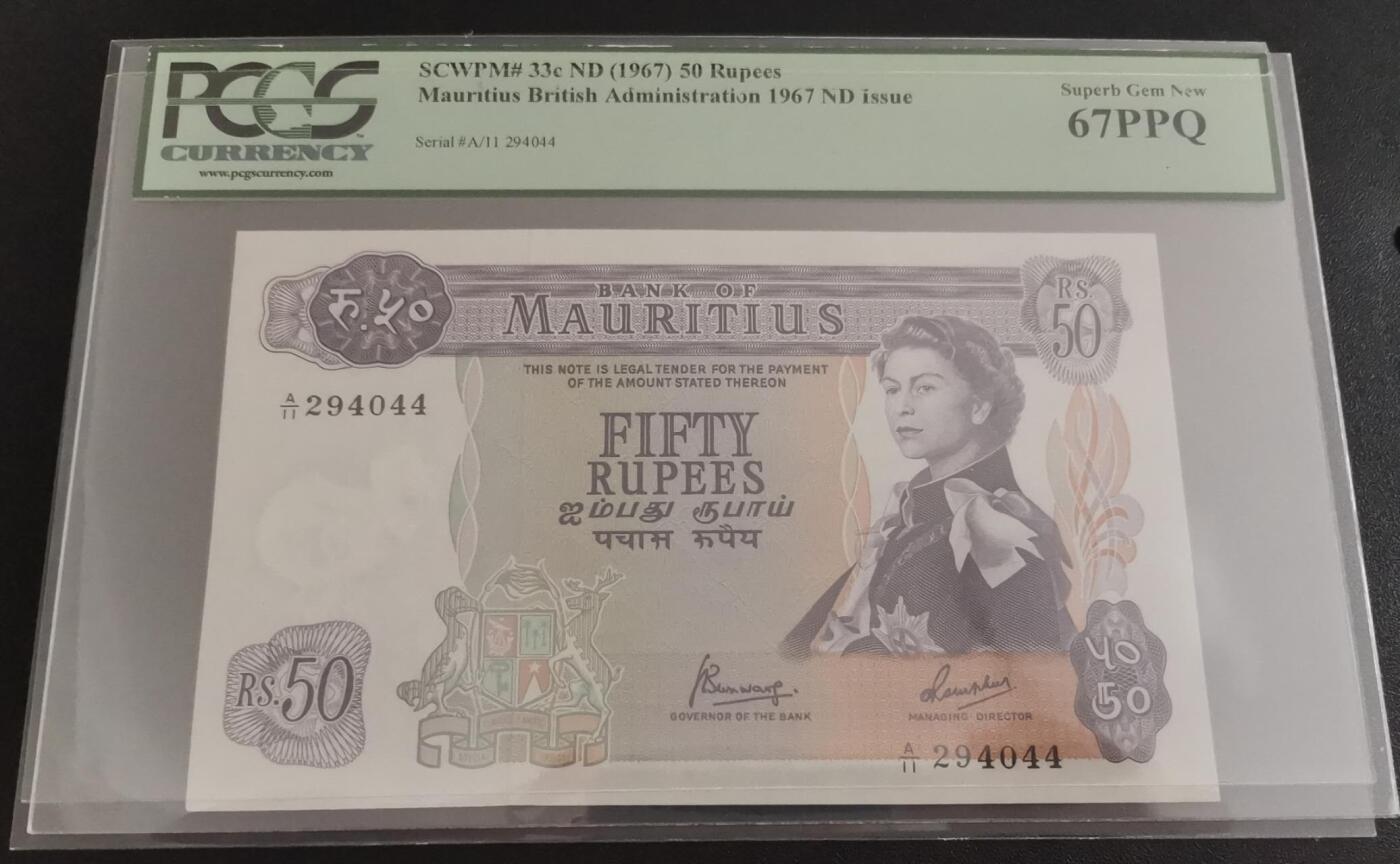 PCGS
CURRENCY
www.pcgscurrency.com
SCWPM# 33c ND (1967) 50 Rupees
Mauritius British Administration 1967 ND issue
Serial #A/11 294044
Superb Gem New
67PPQ
रु.५०
BANK OF
MAURITIUS
RS.
50
THIS NOTE IS LEGAL TENDER FOR THE PAYMENT
OF THE AMOUNT STATED THEREON
A/11 294044
FIFTY
RUPEES
ஐம்பது ரூபாய்
पचास रुपैय
RS.50
GOVERNOR OF THE BANK
MANAGING DIRECTOR
५०
50
A/11 294044